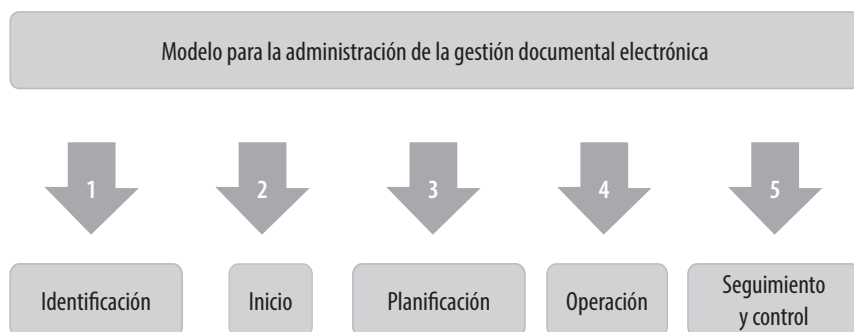 Modelo para la administración de la gestión documental electrónica
1
2
3
4
5
Identificación
Inicio
Planificación
Operación
Seguimiento
y control